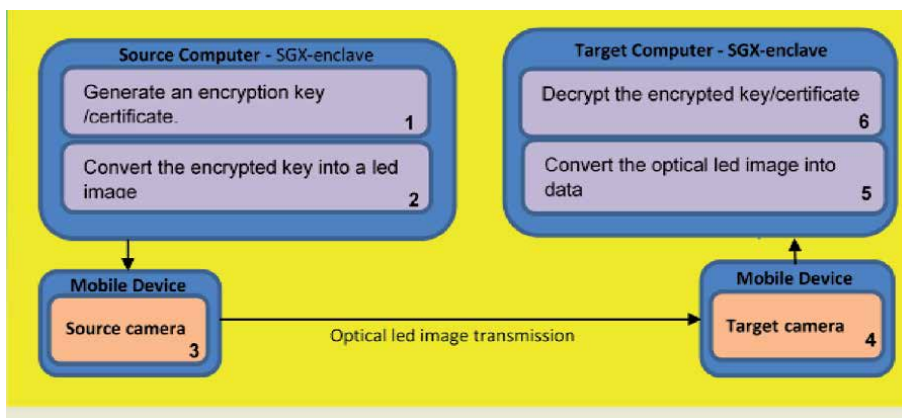 Source Computer - SGX-enclave
Generate an encryption key
/certificate.
1
Convert the encrypted key into a led
image
2
Target Computer - SGX-enclave
Decrypt the encrypted key/certificate
6
Convert the optical led image into
data
5
Mobile Device
Source camera
3
Optical led image transmission
Mobile Device
Target camera
4